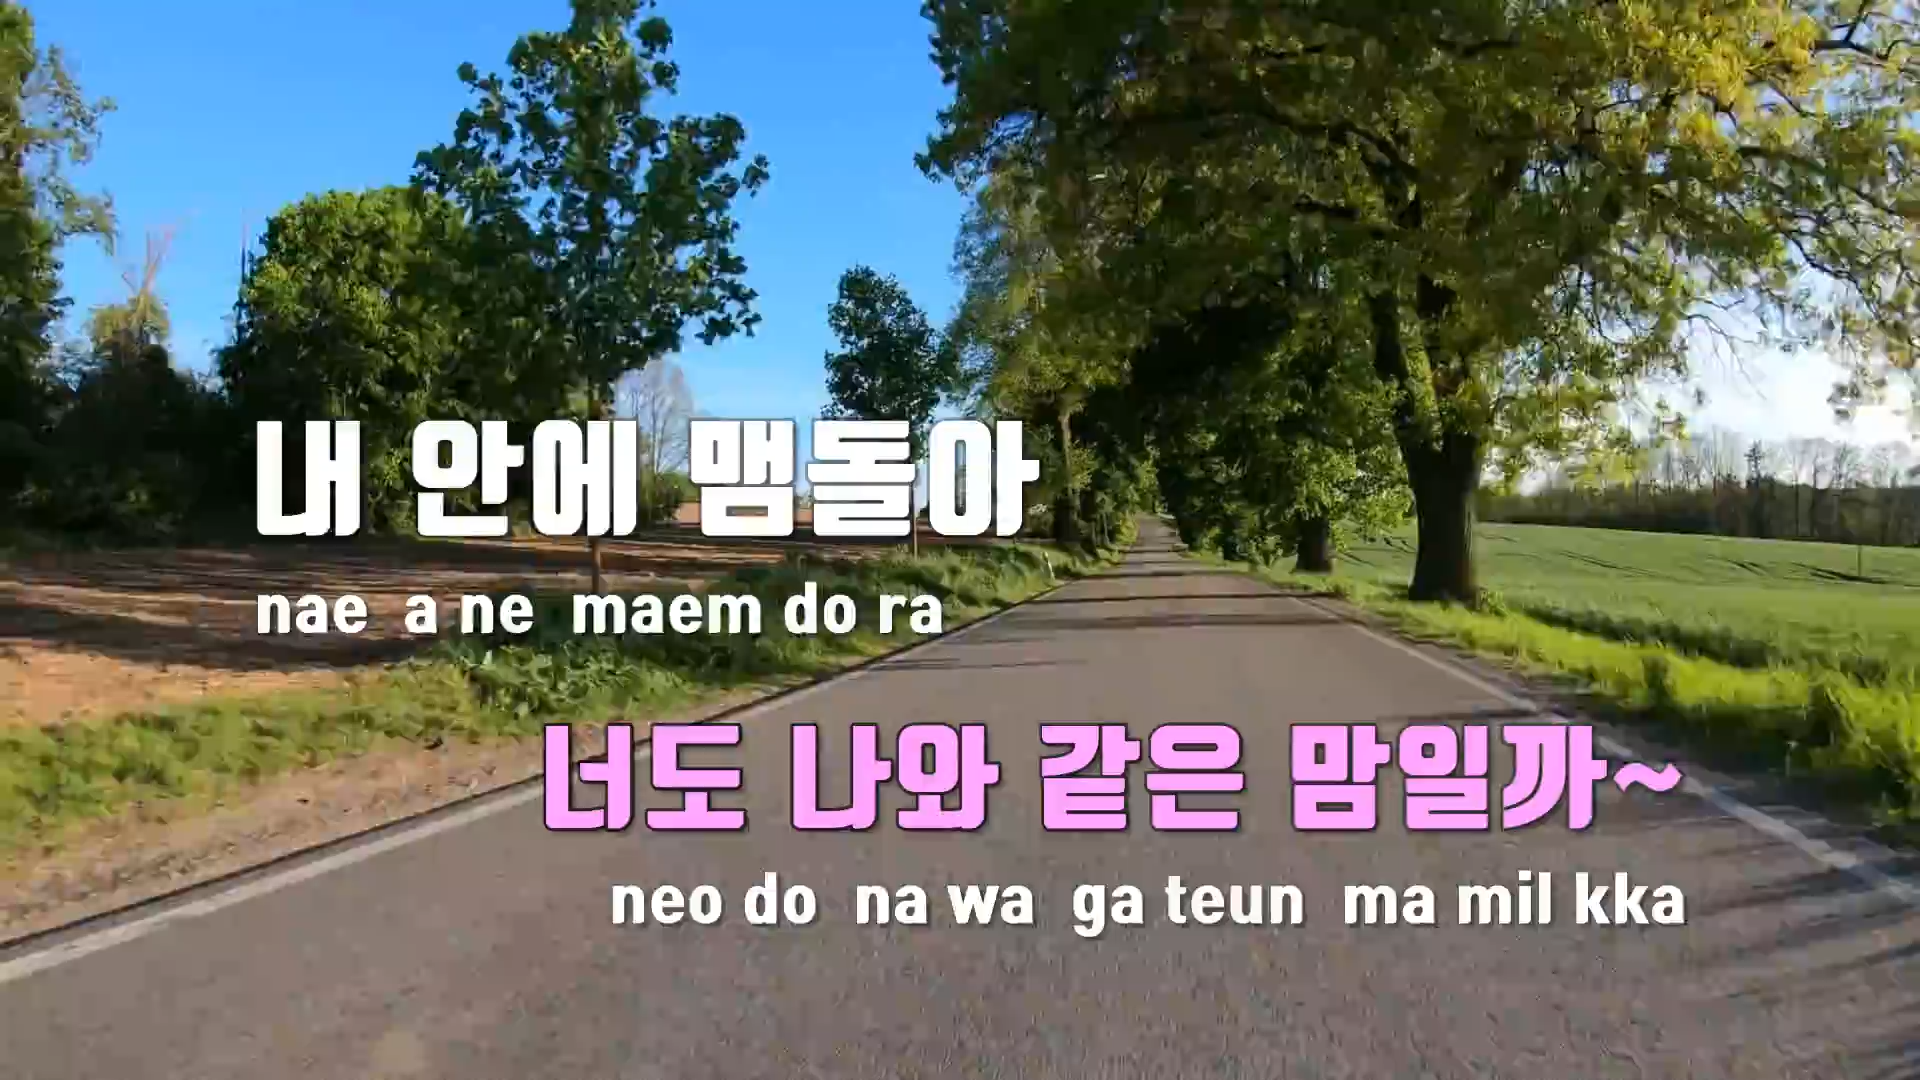 내 안에 맴돌아
nae a ne maem do ra
너도 나와 같은 맘일까~
neo do na wa ga teun ma mil kka